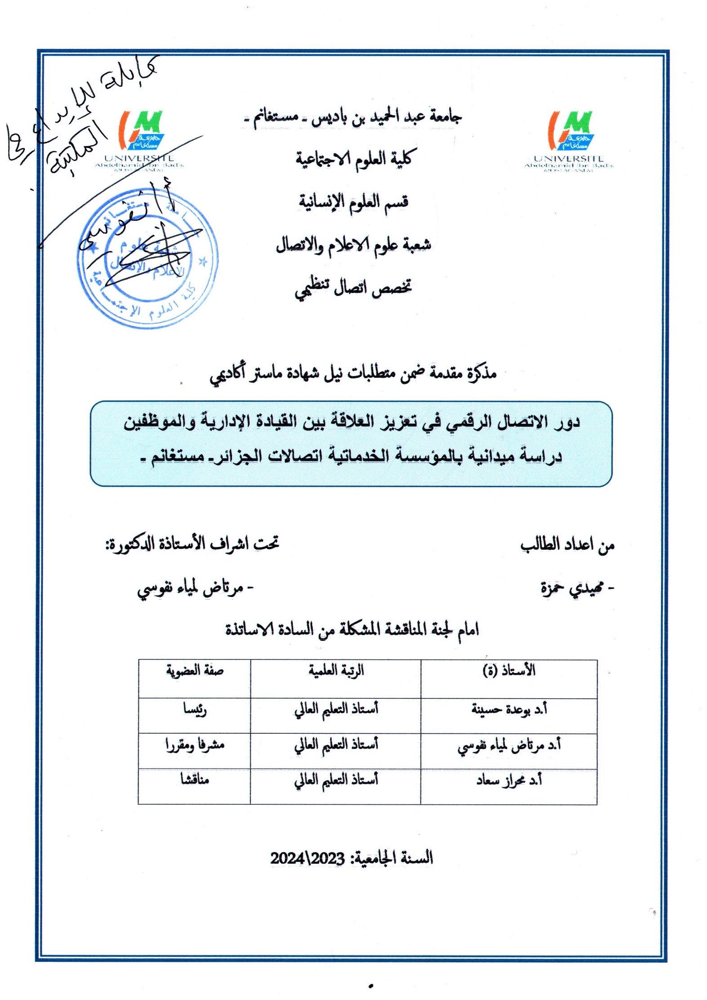 قابلة للإيداع في
المكتبة
أ/ نفوسي
جامعة عبد الحميد بن باديس ـ مستغانم ـ
جامعة
مستغانم
UNIVERSITE
Abdelhamid Ibn Badis
MOSTAGANEM
جامعة
مستغانم
UNIVERSITE
Abdelhamid Ibn Badis
MOSTAGANEM
كلية العلوم الاجتماعية
قسم العلوم الإنسانية
شعبة علوم الاعلام والاتصال
تخصص اتصال تنظيمي
جامعة مستغانم
شعبة علوم
الإعلام والإتصال
كلية العلوم الإجتماعية
مذكرة مقدمة ضمن متطلبات نيل شهادة ماستر أكاديمي
دور الاتصال الرقمي في تعزيز العلاقة بين القيادة الإدارية والموظفين
دراسة ميدانية بالمؤسسة الخدماتية اتصالات الجزائرـ مستغانم ـ
من اعداد الطالب تحت اشراف الأستاذة الدكتورة:
- مهيدي حمزة - مرتاض لمياء نفوسي
امام لجنة المناقشة المشكلة من السادة الاساتذة
الأستاذ (ة) الرتبة العلمية صفة العضوية
أ.د بوعدة حسينة أستاذ التعليم العالي رئيسا
أ.د مرتاض لمياء نفوسي أستاذ التعليم العالي مشرفا ومقررا
أ.د محراز سعاد أستاذ التعليم العالي مناقشا
السنة الجامعية: 2023\2024